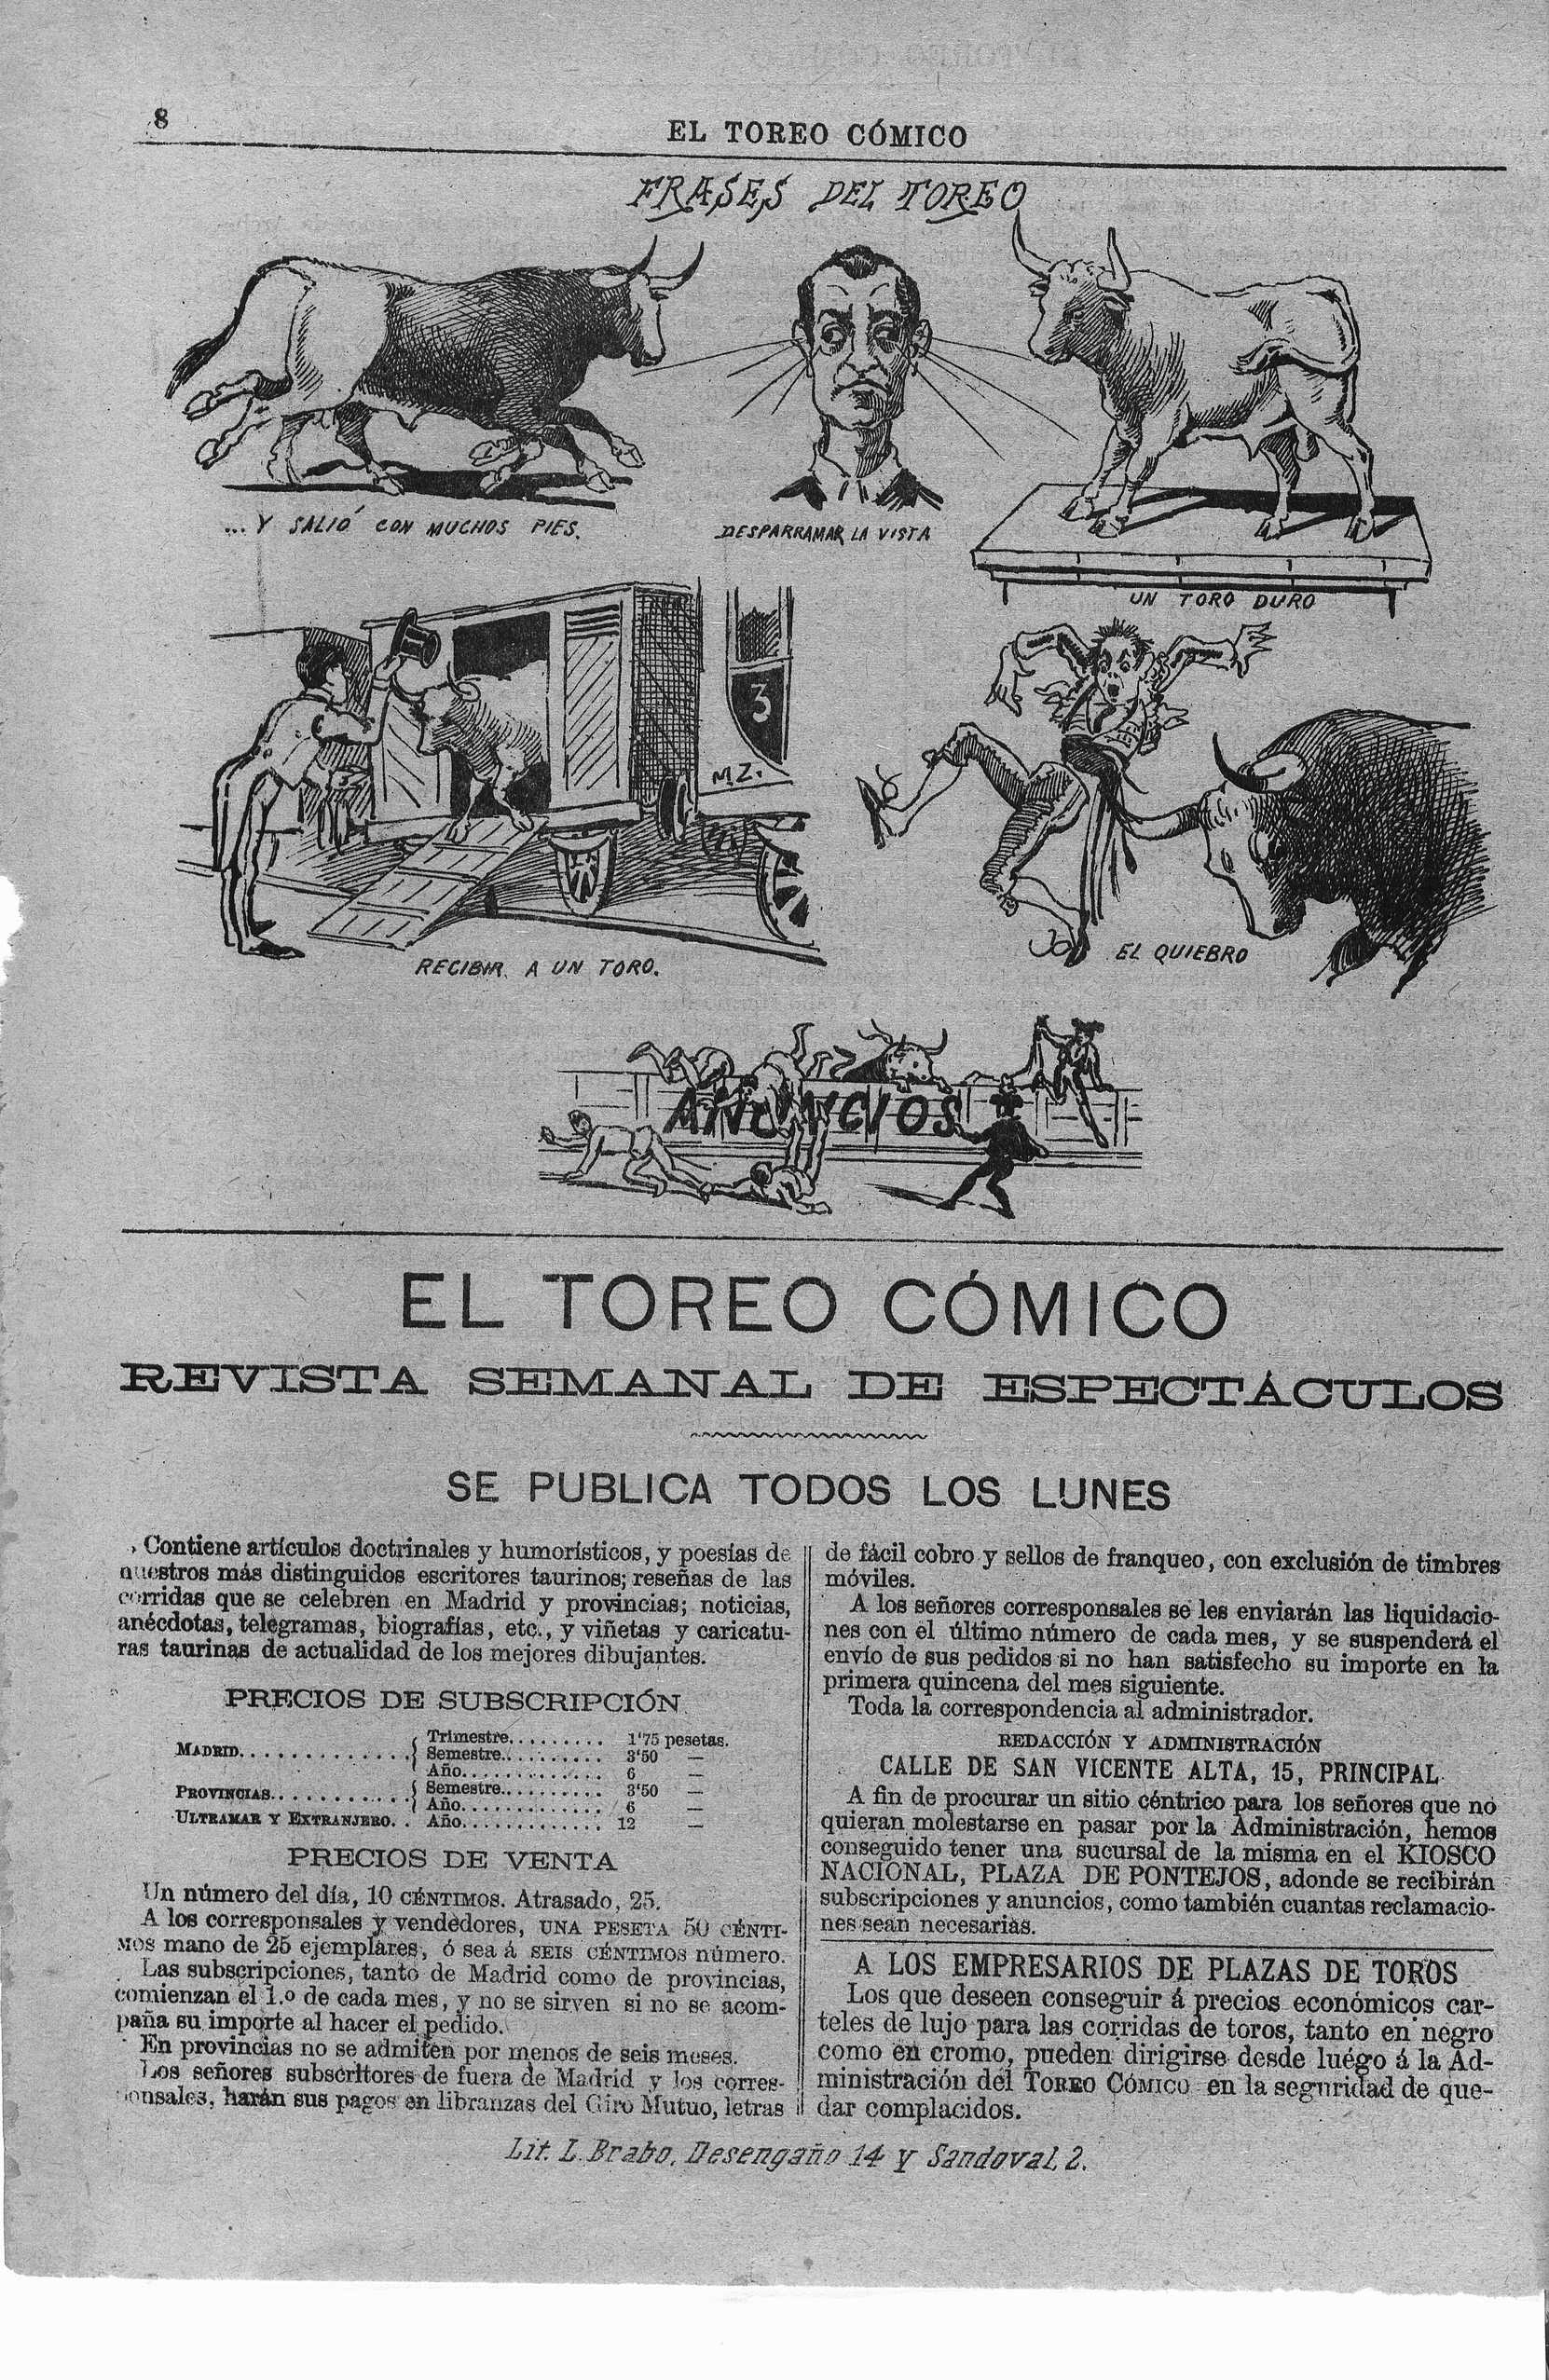 8
EL TOREO CÓMICO
FRASES DEL TOREO
... Y SALIÓ CON MUCHOS PIES.
DESPARRAMAR LA VISTA
UN TORO DURO
3
M.Z.
RECIBIR A UN TORO.
EL QUIEBRO
ANUNCIOS
EL TOREO CÓMICO
REVISTA SEMANAL DE ESPECTÁCULOS
SE PUBLICA TODOS LOS LUNES
Contiene artículos doctrinales y humorísticos, y poesías de
nuestros más distinguidos escritores taurinos; reseñas de las
corridas que se celebren en Madrid y provincias; noticias,
anécdotas, telegramas, biografías, etc., y viñetas y caricatu-
ras taurinas de actualidad de los mejores dibujantes.
PRECIOS DE SUBSCRIPCIÓN
MADRID............. { Trimestre......... 1'75 pesetas.
Semestre.......... 3'50 —
Año............. 6 —
PROVINCIAS............ { Semestre.......... 3'50 —
Año............. 6 —
ULTRAMAR Y EXTRANJERO. . Año............. 12 —
PRECIOS DE VENTA
Un número del día, 10 CÉNTIMOS. Atrasado, 25.
A los corresponsales y vendedores, UNA PESETA 50 CÉNTI-
MOS mano de 25 ejemplares, ó sea á SEIS CÉNTIMOS número.
Las subscripciones, tanto de Madrid como de provincias,
comienzan el 1.º de cada mes, y no se sirven si no se acom-
paña su importe al hacer el pedido.
En provincias no se admiten por menos de seis meses.
Los señores subscritores de fuera de Madrid y los corres-
ponsales, harán sus pagos en libranzas del Giro Mutuo, letras
de fácil cobro y sellos de franqueo, con exclusión de timbres
móviles.
A los señores corresponsales se les enviarán las liquidacio-
nes con el último número de cada mes, y se suspenderá el
envío de sus pedidos si no han satisfecho su importe en la
primera quincena del mes siguiente.
Toda la correspondencia al administrador.
REDACCIÓN Y ADMINISTRACIÓN
CALLE DE SAN VICENTE ALTA, 15, PRINCIPAL
A fin de procurar un sitio céntrico para los señores que no
quieran molestarse en pasar por la Administración, hemos
conseguido tener una sucursal de la misma en el KIOSCO
NACIONAL, PLAZA DE PONTEJOS, adonde se recibirán
subscripciones y anuncios, como también cuantas reclamacio-
nes sean necesarias.
A LOS EMPRESARIOS DE PLAZAS DE TOROS
Los que deseen conseguir á precios económicos car-
teles de lujo para las corridas de toros, tanto en negro
como en cromo, pueden dirigirse desde luégo á la Ad-
ministración del TOREO CÓMICO en la seguridad de que-
dar complacidos.
Lit. L. Brabo, Desengaño 14 y Sandoval, 2.